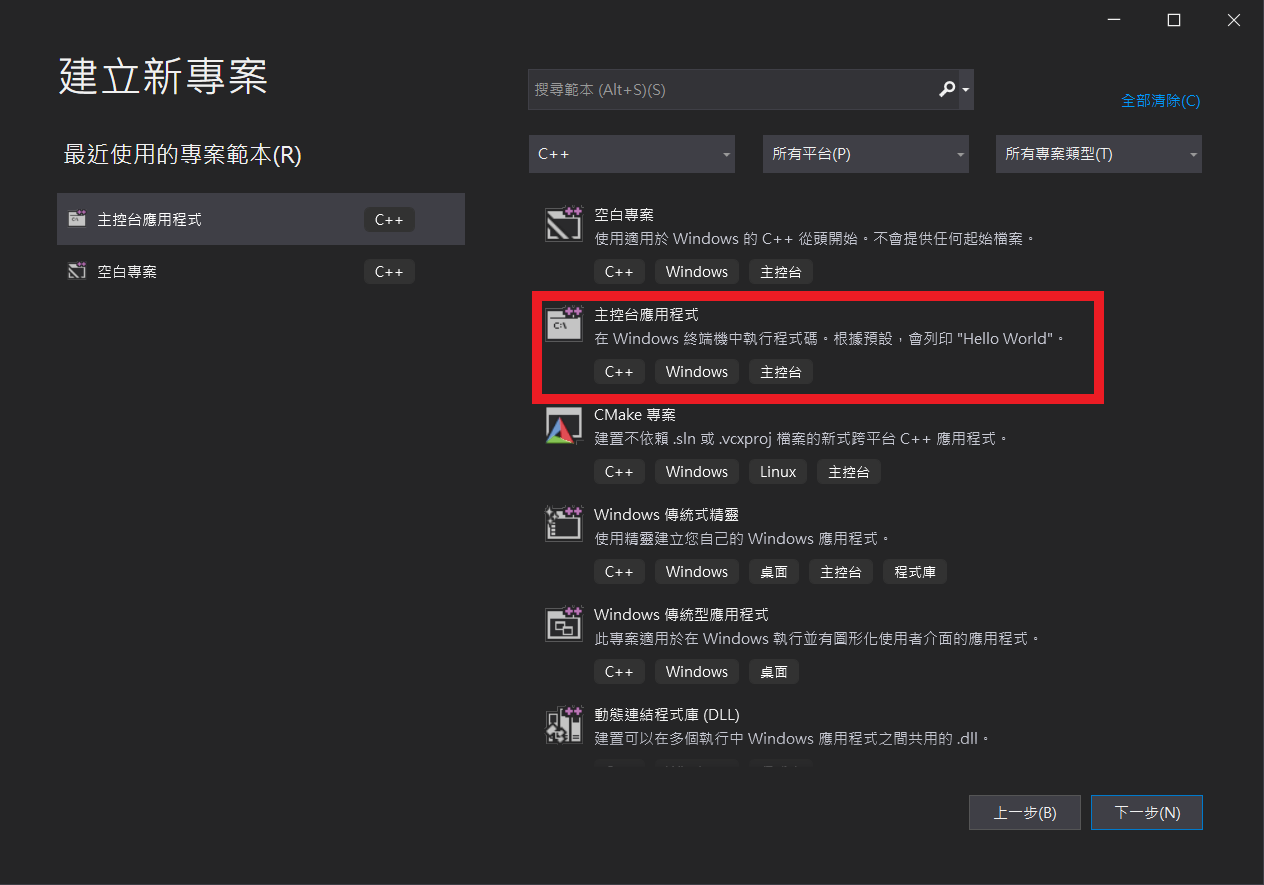 建立新專案
最近使用的專案範本(R)
主控台應用程式 C++
空白專案 C++
搜尋範本 (Alt+S)(S)
全部清除(C)
C++ 所有平台(P) 所有專案類型(T)
空白專案
使用適用於 Windows 的 C++ 從頭開始。不會提供任何起始檔案。
C++ Windows 主控台
C:\
主控台應用程式
在 Windows 終端機中執行程式碼。根據預設，會列印 "Hello World"。
C++ Windows 主控台
CMake 專案
建置不依賴 .sln 或 .vcxproj 檔案的新式跨平台 C++ 應用程式。
C++ Windows Linux 主控台
Windows 傳統式精靈
使用精靈建立您自己的 Windows 應用程式。
C++ Windows 桌面 主控台 程式庫
Windows 傳統型應用程式
此專案適用於在 Windows 執行並有圖形化使用者介面的應用程式。
C++ Windows 桌面
動態連結程式庫 (DLL)
建置可以在多個執行中 Windows 應用程式之間共用的 .dll。
上一步(B) 下一步(N)